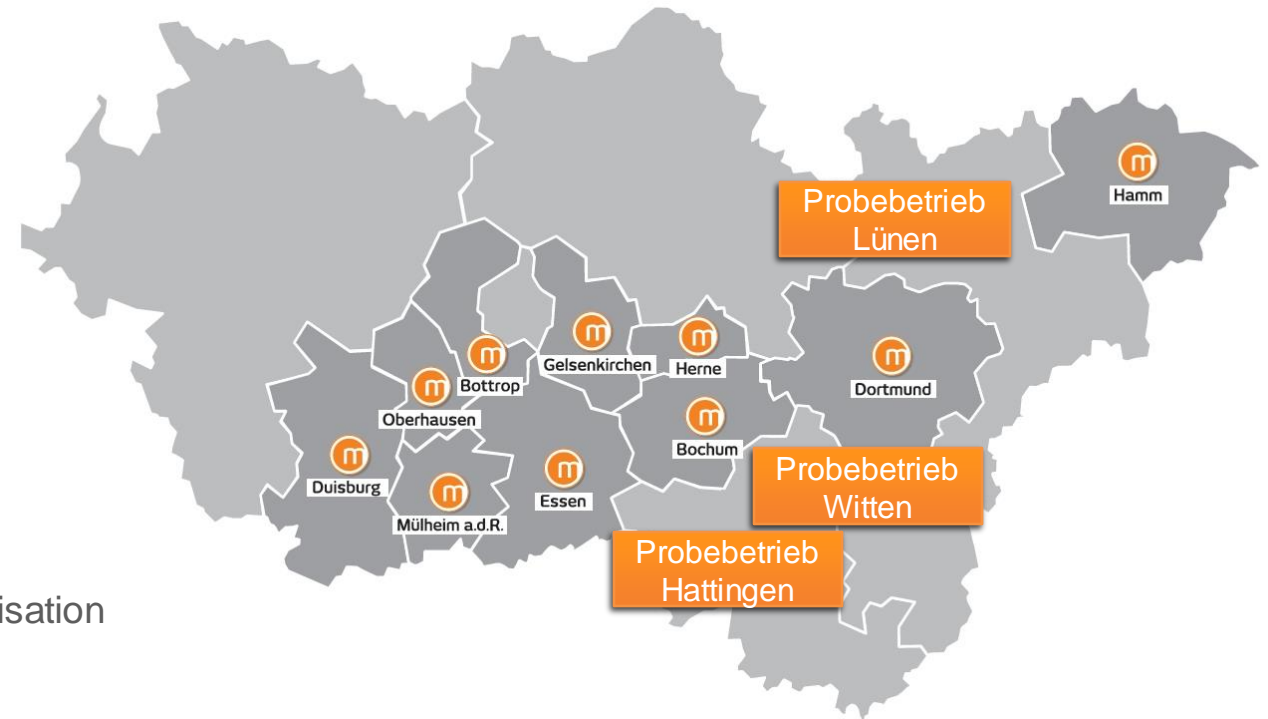 m
Hamm
Probebetrieb
Lünen
m
Gelsenkirchen
m
Herne
m
Bottrop
m
Dortmund
m
Oberhausen
m
Bochum
m
Duisburg
m
Essen
m
Mülheim a.d.R.
Probebetrieb
Witten
Probebetrieb
Hattingen
isation